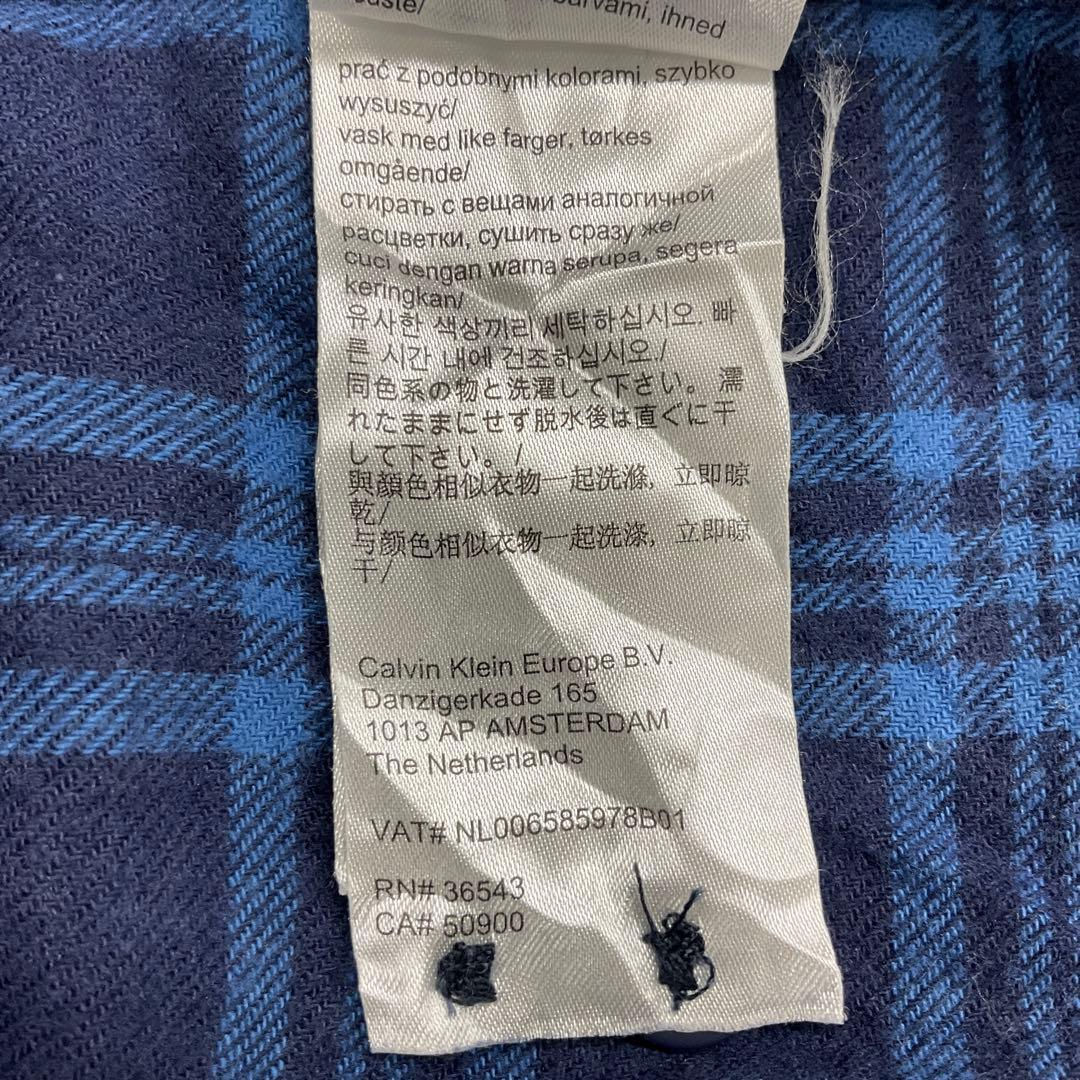 barvami, ihned
prać z podobnymi kolorami, szybko
wysuszyć/
vask med like farger, tørkes
omgående/
стирать с вещами аналогичной
расцветки, сушить сразу же/
cuci dengan warna serupa, segera
keringkan/
유사한 색상끼리 세탁하십시오. 빠
른 시간 내에 건조하십시오./
同色系の物と洗濯して下さい。濡
れたままにせず脱水後は直ぐに干
して下さい。/
與顏色相似衣物一起洗滌，立即晾
乾/
与颜色相似衣物一起洗涤，立即晾
干/
Calvin Klein Europe B.V.
Danzigerkade 165
1013 AP AMSTERDAM
The Netherlands
VAT# NL006585978B01
RN# 36543
CA# 50900